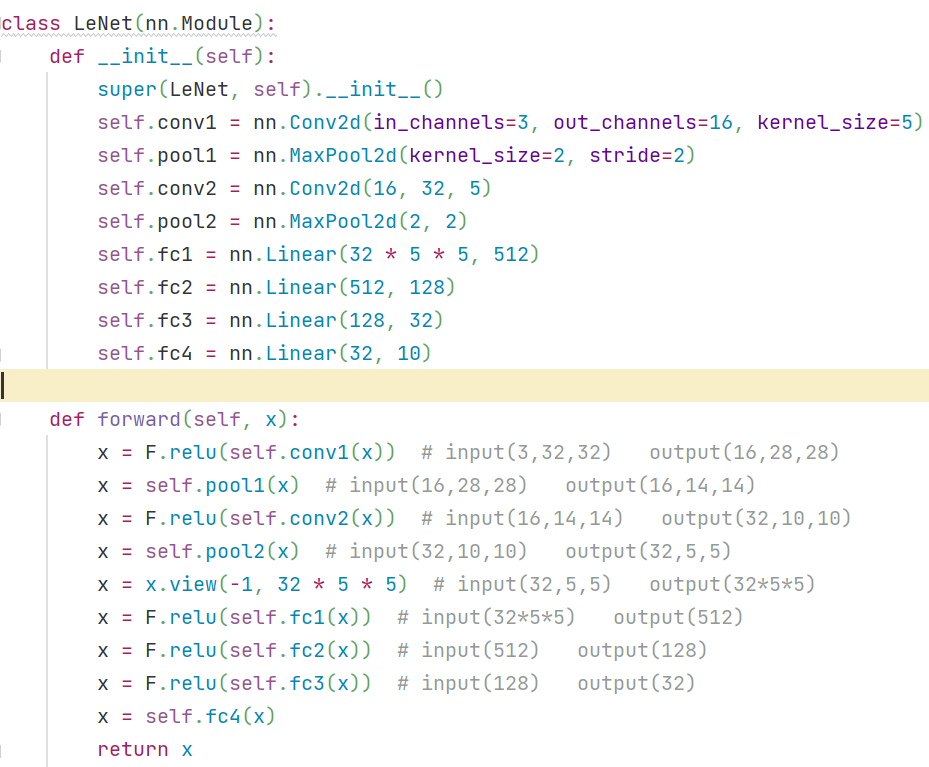 class LeNet(nn.Module):
    def __init__(self):
        super(LeNet, self).__init__()
        self.conv1 = nn.Conv2d(in_channels=3, out_channels=16, kernel_size=5)
        self.pool1 = nn.MaxPool2d(kernel_size=2, stride=2)
        self.conv2 = nn.Conv2d(16, 32, 5)
        self.pool2 = nn.MaxPool2d(2, 2)
        self.fc1 = nn.Linear(32 * 5 * 5, 512)
        self.fc2 = nn.Linear(512, 128)
        self.fc3 = nn.Linear(128, 32)
        self.fc4 = nn.Linear(32, 10)
    def forward(self, x):
        x = F.relu(self.conv1(x))  # input(3,32,32)   output(16,28,28)
        x = self.pool1(x)  # input(16,28,28)   output(16,14,14)
        x = F.relu(self.conv2(x))  # input(16,14,14)   output(32,10,10)
        x = self.pool2(x)  # input(32,10,10)   output(32,5,5)
        x = x.view(-1, 32 * 5 * 5)  # input(32,5,5)   output(32*5*5)
        x = F.relu(self.fc1(x))  # input(32*5*5)   output(512)
        x = F.relu(self.fc2(x))  # input(512)   output(128)
        x = F.relu(self.fc3(x))  # input(128)   output(32)
        x = self.fc4(x)
        return x